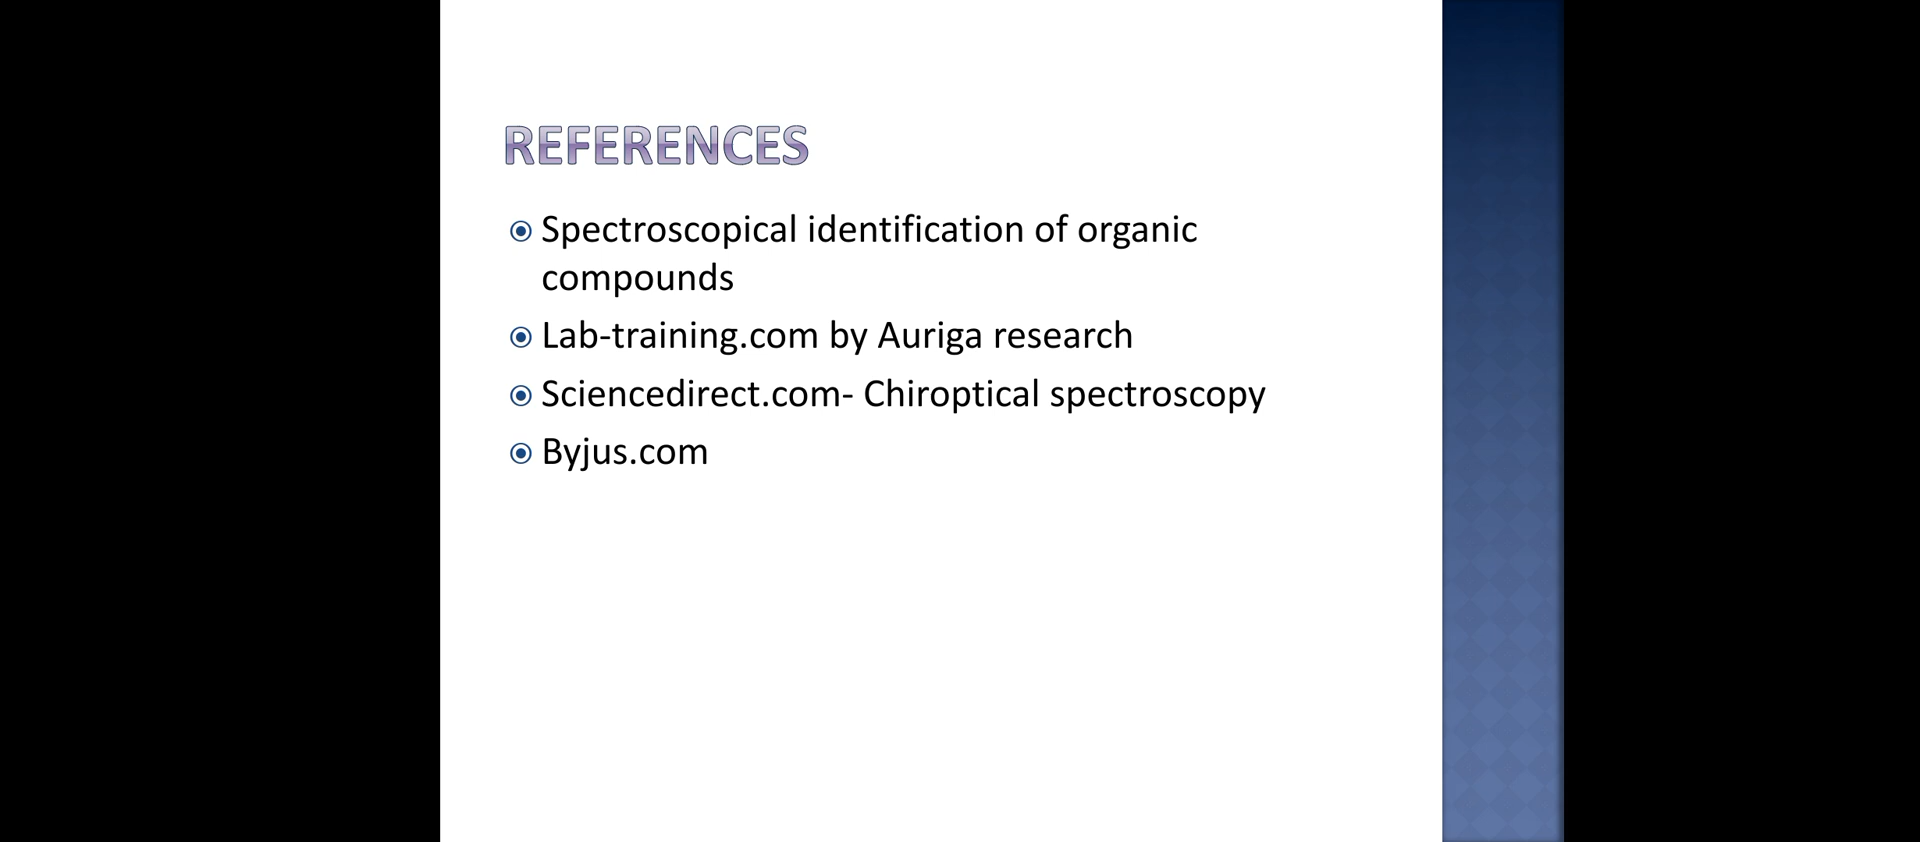 REFERENCES
Spectroscopical identification of organic
compounds
Lab-training.com by Auriga research
Sciencedirect.com- Chiroptical spectroscopy
Byjus.com